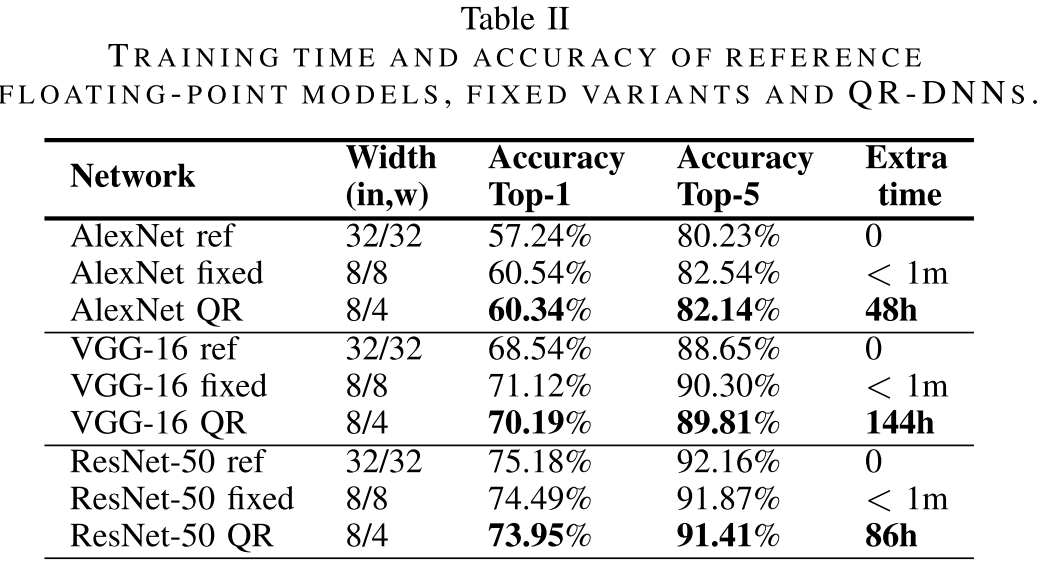 Table II
TRAINING TIME AND ACCURACY OF REFERENCE
FLOATING-POINT MODELS, FIXED VARIANTS AND QR-DNNS.
Network Width (in,w) Accuracy Top-1 Accuracy Top-5 Extra time
AlexNet ref 32/32 57.24% 80.23% 0
AlexNet fixed 8/8 60.54% 82.54% < 1m
AlexNet QR 8/4 60.34% 82.14% 48h
VGG-16 ref 32/32 68.54% 88.65% 0
VGG-16 fixed 8/8 71.12% 90.30% < 1m
VGG-16 QR 8/4 70.19% 89.81% 144h
ResNet-50 ref 32/32 75.18% 92.16% 0
ResNet-50 fixed 8/8 74.49% 91.87% < 1m
ResNet-50 QR 8/4 73.95% 91.41% 86h